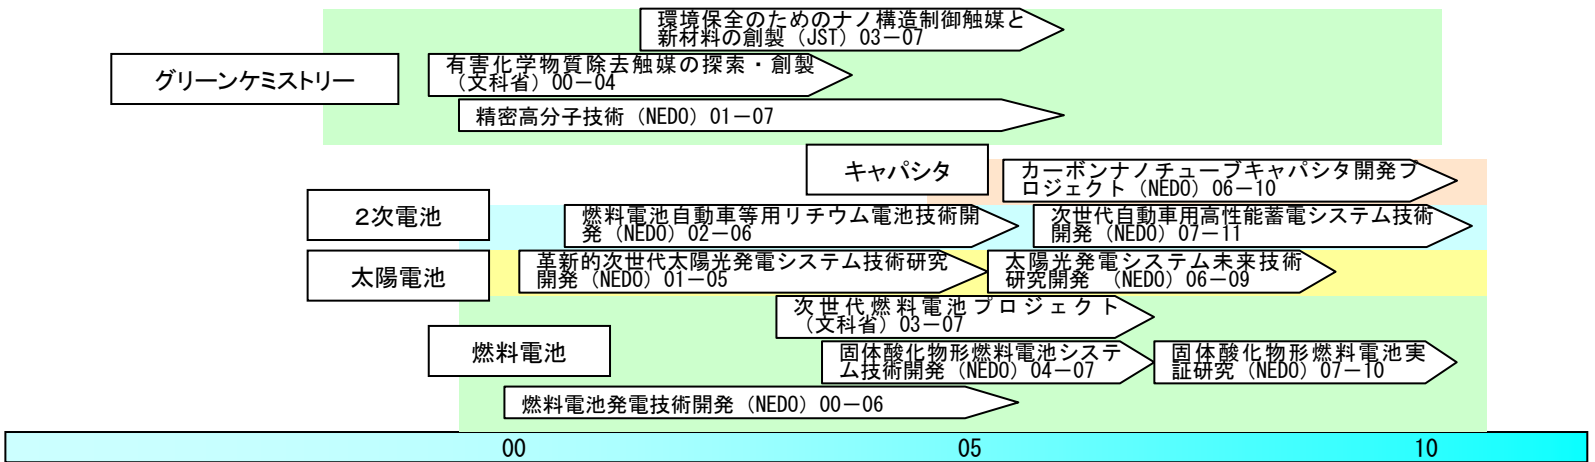 環境保全のためのナノ構造制御触媒と
新材料の創製（JST）03－07
グリーンケミストリー
有害化学物質除去触媒の探索・創製
（文科省）00－04
精密高分子技術（NEDO）01－07
キャパシタ
カーボンナノチューブキャパシタ開発プ
ロジェクト（NEDO）06－10
２次電池
燃料電池自動車等用リチウム電池技術開
発（NEDO）02－06
次世代自動車用高性能蓄電システム技術
開発（NEDO）07－11
太陽電池
革新的次世代太陽光発電システム技術研究
開発（NEDO）01－05
太陽光発電システム未来技術
研究開発 （NEDO）06－09
次世代燃料電池プロジェクト
（文科省）03－07
燃料電池
固体酸化物形燃料電池システ
ム技術開発（NEDO）04－07
固体酸化物形燃料電池実
証研究（NEDO）07－10
燃料電池発電技術開発（NEDO）00－06
00 05 10